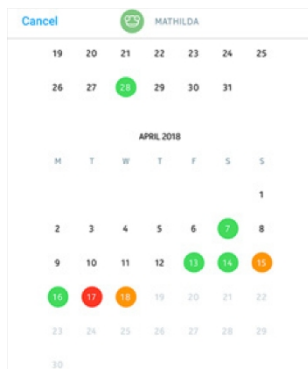 Cancel MATHILDA
19 20 21 22 23 24 25
26 27 28 29 30 31
APRIL 2018
M T W T F S S
1
2 3 4 5 6 7 8
9 10 11 12 13 14 15
16 17 18 19 20 21 22
23 24 25 26 27 28 29
30